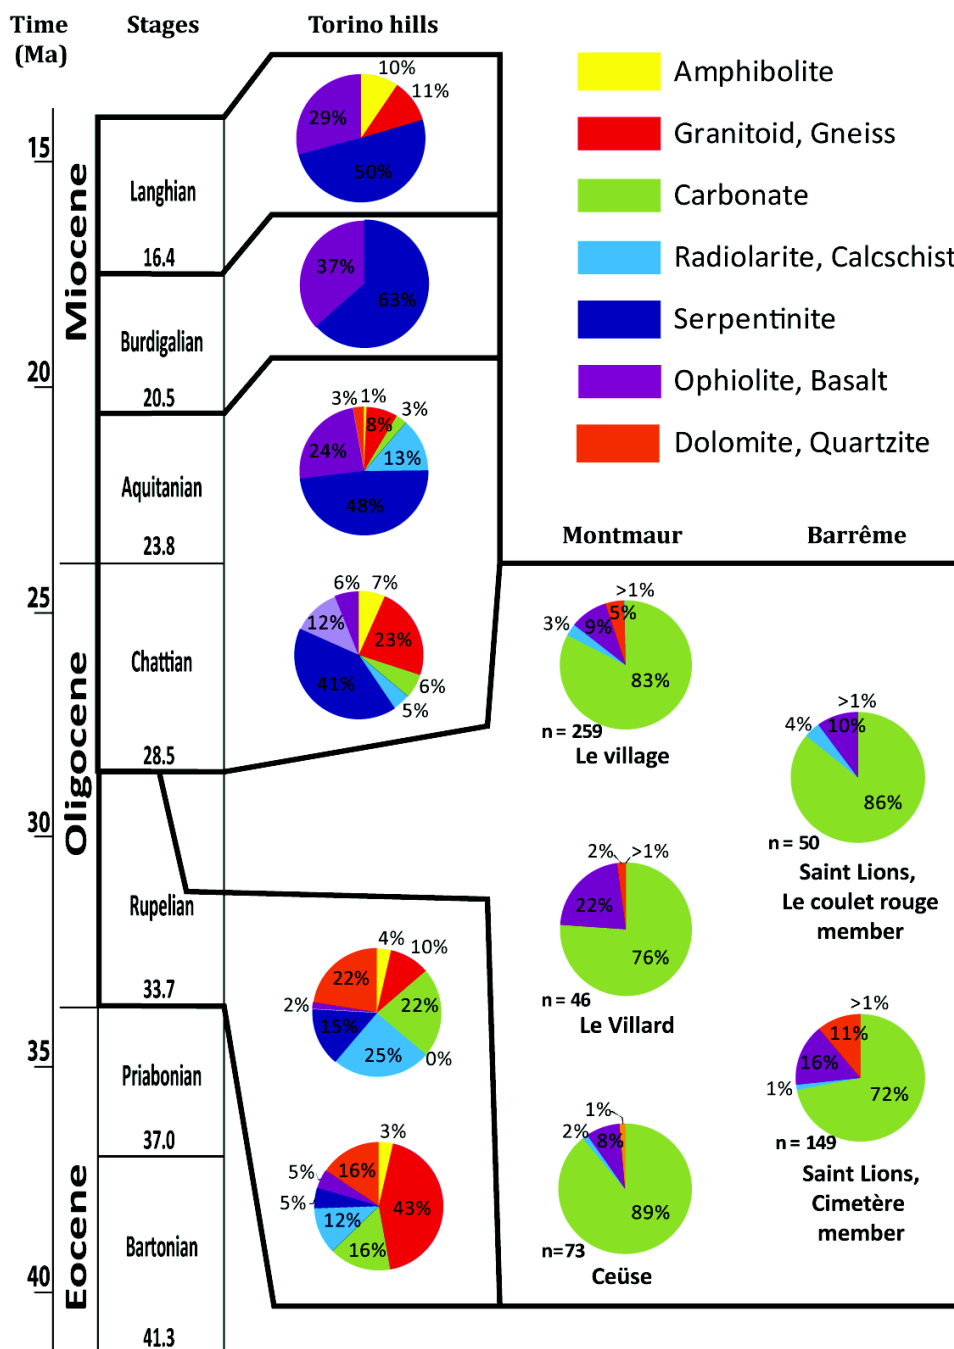 Time
(Ma)
Stages
Torino hills
10%
11%
29%
50%
Amphibolite
Granitoid, Gneiss
Carbonate
Radiolarite, Calcschist
Serpentinite
Ophiolite, Basalt
Dolomite, Quartzite
15
Miocene
Langhian
16.4
37%
63%
Burdigalian
20
20.5
3%
1%
3%
8%
24%
13%
48%
Aquitanian
23.8
Montmaur
Barrême
25
Oligocene
Chattian
28.5
6%
7%
12%
23%
41%
6%
5%
>1%
3%
9%
5%
83%
n = 259
Le village
>1%
4%
10%
86%
n = 50
Saint Lions,
Le coulet rouge
member
30
Rupelian
33.7
2%
>1%
22%
76%
n = 46
Le Villard
4%
10%
22%
22%
2%
15%
25%
0%
>1%
11%
16%
1%
72%
n = 149
Saint Lions,
Cimetère
member
35
Priabonian
37.0
Eocene
Bartonian
40
41.3
3%
16%
5%
5%
43%
12%
16%
1%
2%
8%
89%
n=73
Ceüse